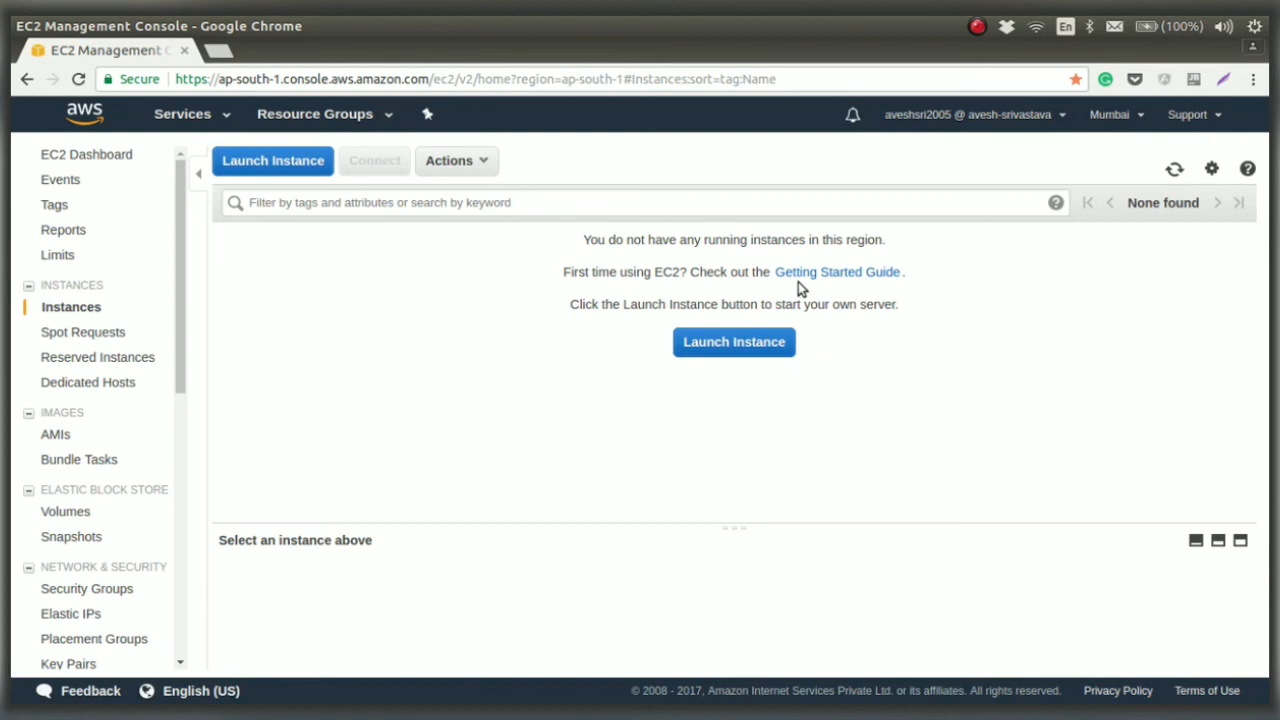 EC2 Management Console - Google Chrome
En (100%)
EC2 Management C
Secure https://ap-south-1.console.aws.amazon.com/ec2/v2/home?region=ap-south-1#Instances:sort=tag:Name
aws Services Resource Groups aveshsri2005 @ avesh-srivastava Mumbai Support
EC2 Dashboard
Events
Tags
Reports
Limits
INSTANCES
Instances
Spot Requests
Reserved Instances
Dedicated Hosts
IMAGES
AMIs
Bundle Tasks
ELASTIC BLOCK STORE
Volumes
Snapshots
NETWORK & SECURITY
Security Groups
Elastic IPs
Placement Groups
Key Pairs
Launch Instance Connect Actions
Filter by tags and attributes or search by keyword None found
You do not have any running instances in this region.
First time using EC2? Check out the Getting Started Guide.
Click the Launch Instance button to start your own server.
Launch Instance
Select an instance above
Feedback English (US) © 2008 - 2017, Amazon Internet Services Private Ltd. or its affiliates. All rights reserved. Privacy Policy Terms of Use